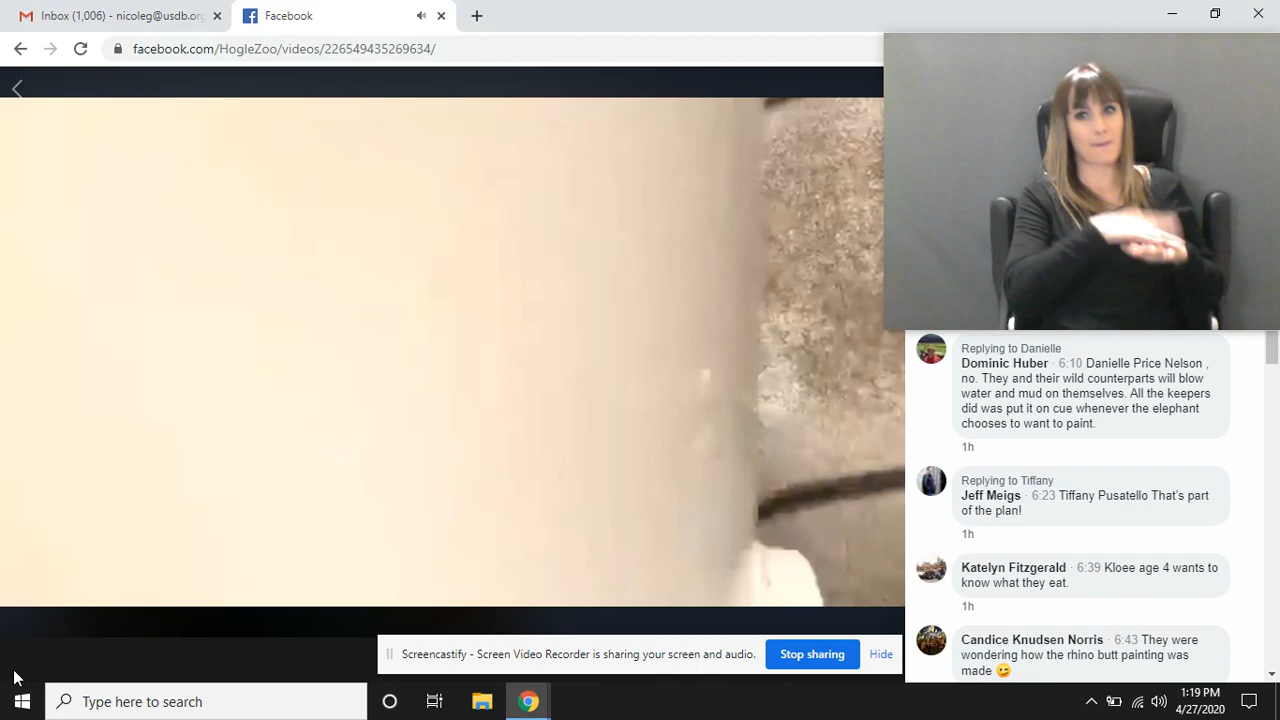 Inbox (1,006) - nicoleg@usdb.org
Facebook
facebook.com/HogleZoo/videos/226549435269634/
Replying to Danielle
Dominic Huber · 6:10 Danielle Price Nelson ,
no. They and their wild counterparts will blow
water and mud on themselves. All the keepers
did was put it on cue whenever the elephant
chooses to want to paint.
1h
Replying to Tiffany
Jeff Meigs · 6:23 Tiffany Pusatello That's part
of the plan!
1h
Katelyn Fitzgerald · 6:39 Kloee age 4 wants to
know what they eat.
1h
Candice Knudsen Norris · 6:43 They were
wondering how the rhino butt painting was
made 😉
Screencastify - Screen Video Recorder is sharing your screen and audio.
Stop sharing
Hide
Type here to search
1:19 PM
4/27/2020